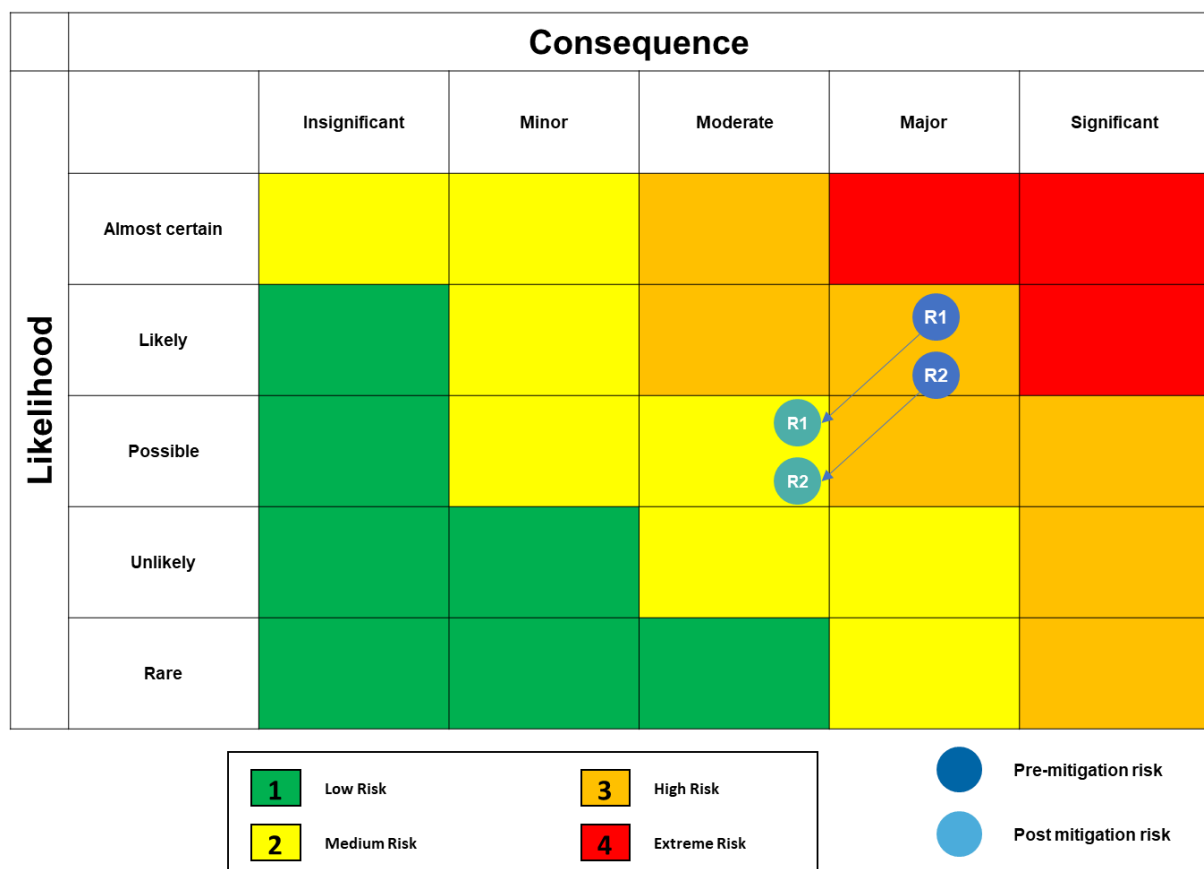 Consequence
Likelihood
Insignificant Minor Moderate Major Significant
Almost certain
Likely
R1
R2
Possible
R1
R2
Unlikely
Rare
1 Low Risk 3 High Risk
2 Medium Risk 4 Extreme Risk
Pre-mitigation risk
Post mitigation risk